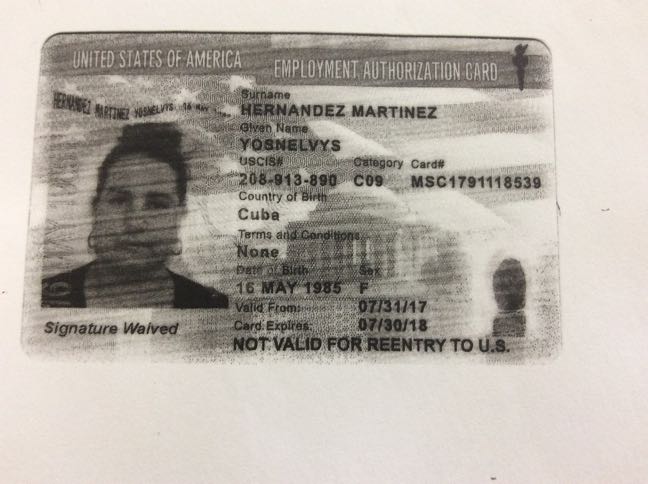 UNITED STATES OF AMERICA
EMPLOYMENT AUTHORIZATION CARD
HERNANDEZ MARTINEZ YOSNELVYS 16 MAY
Surname
HERNANDEZ MARTINEZ
Given Name
YOSNELVYS
USCIS# Category Card#
208-913-890 C09 MSC1791118539
Country of Birth
Cuba
Terms and Conditions
None
Date of Birth Sex
16 MAY 1985 F
Valid From: 07/31/17
Card Expires: 07/30/18
Signature Waived
NOT VALID FOR REENTRY TO U.S.